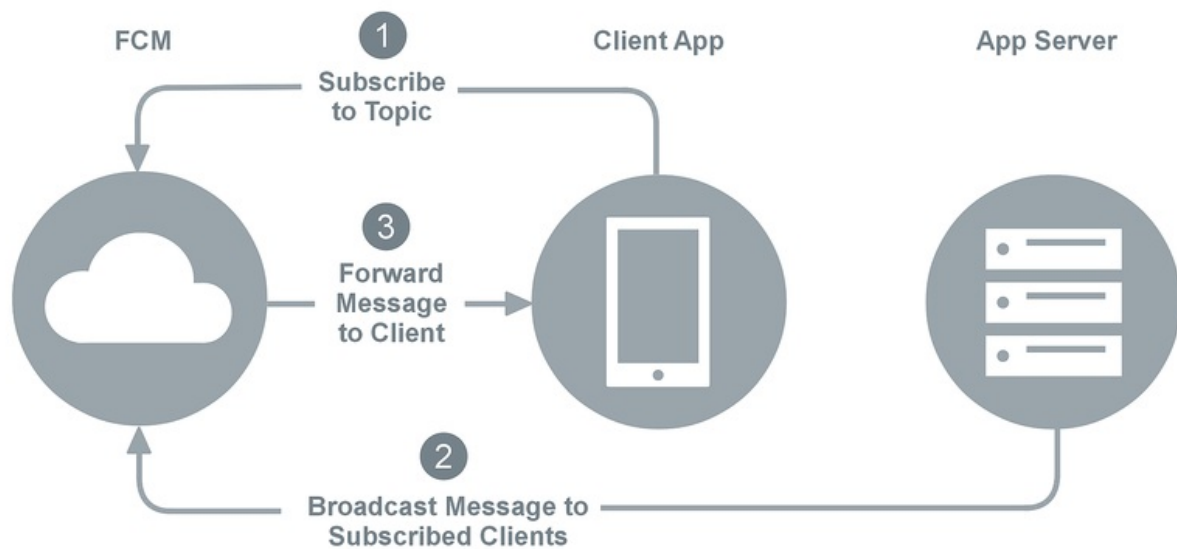 FCM
Client App
App Server
1
Subscribe
to Topic
3
Forward
Message
to Client
2
Broadcast Message to
Subscribed Clients